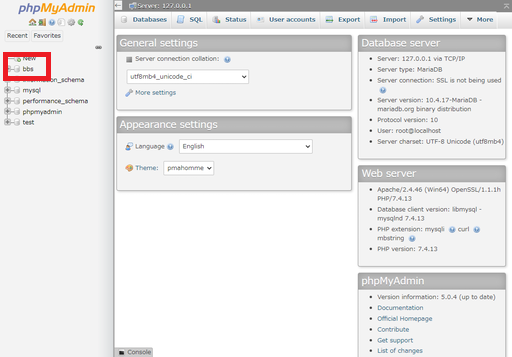 phpMyAdmin
Recent Favorites
New
bbs
information_schema
mysql
performance_schema
phpmyadmin
test
Server: 127.0.0.1
Databases SQL Status User accounts Export Import Settings More
General settings
Server connection collation:
utf8mb4_unicode_ci
More settings
Appearance settings
Language English
Theme: pmahomme
Database server
Server: 127.0.0.1 via TCP/IP
Server type: MariaDB
Server connection: SSL is not being used
Server version: 10.4.17-MariaDB -
mariadb.org binary distribution
Protocol version: 10
User: root@localhost
Server charset: UTF-8 Unicode (utf8mb4)
Web server
Apache/2.4.46 (Win64) OpenSSL/1.1.1h
PHP/7.4.13
Database client version: libmysql -
mysqlnd 7.4.13
PHP extension: mysqli curl
mbstring
PHP version: 7.4.13
phpMyAdmin
Version information: 5.0.4 (up to date)
Documentation
Official Homepage
Contribute
Get support
List of changes
Console